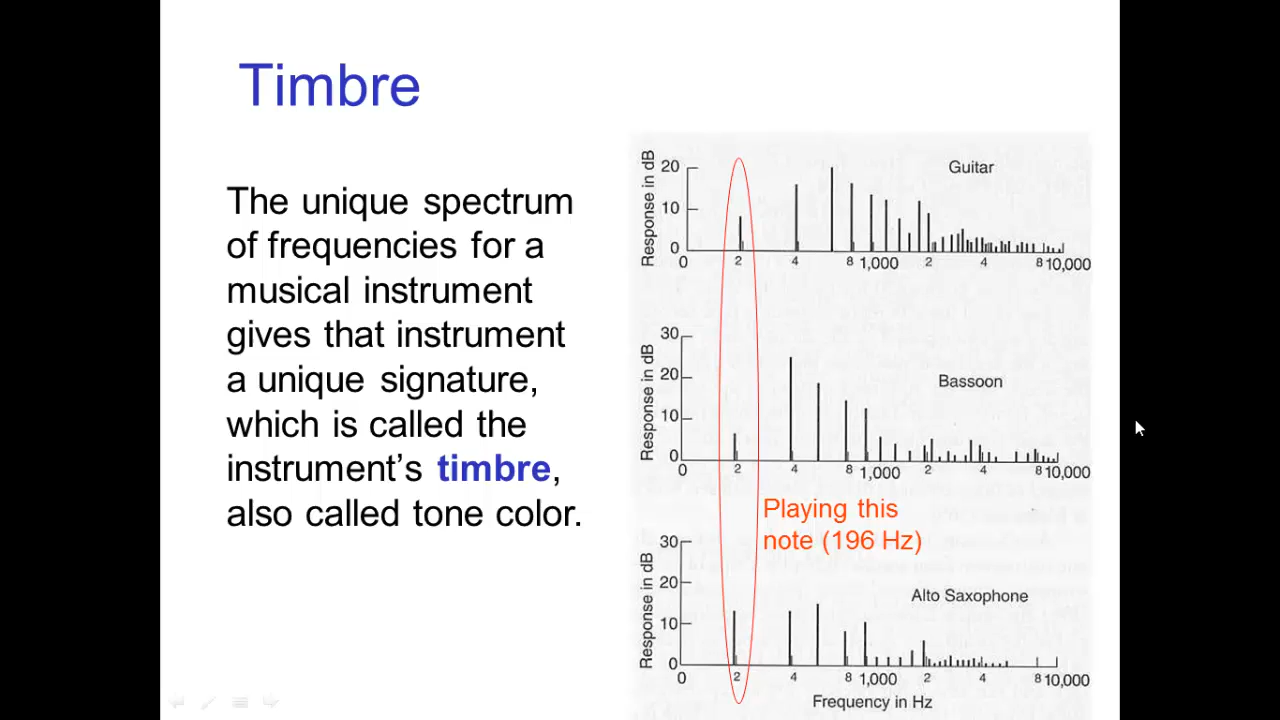 Timbre
The unique spectrum
of frequencies for a
musical instrument
gives that instrument
a unique signature,
which is called the
instrument's timbre,
also called tone color.
Guitar
Response in dB
20
10
0
0 2 4 8 1,000 2 4 8 10,000
Bassoon
Response in dB
30
20
10
0
0 2 4 8 1,000 2 4 8 10,000
Playing this
note (196 Hz)
Alto Saxophone
Response in dB
30
20
10
0
0 2 4 8 1,000 2 4 8 10,000
Frequency in Hz